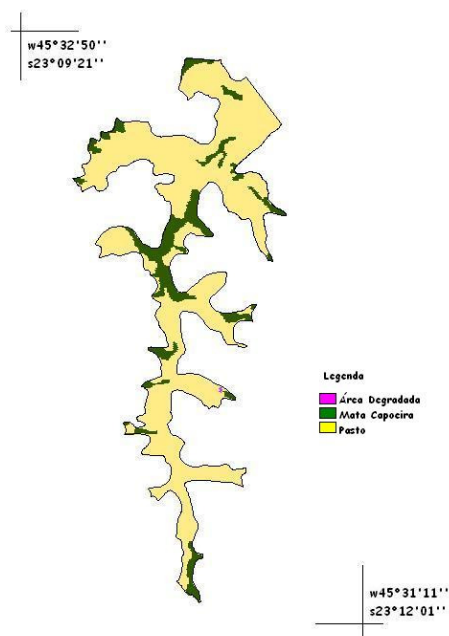 w45°32'50''
s23°09'21''
Legenda
Área Degradada
Mata Capoeira
Pasto
w45°31'11''
s23°12'01''